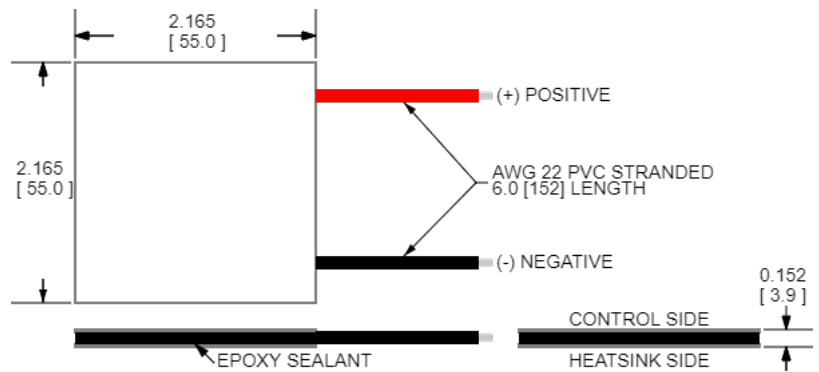 2.165
[ 55.0 ]
(+) POSITIVE
2.165
[ 55.0 ]
AWG 22 PVC STRANDED
6.0 [152] LENGTH
(-) NEGATIVE
0.152
[ 3.9 ]
CONTROL SIDE
EPOXY SEALANT
HEATSINK SIDE